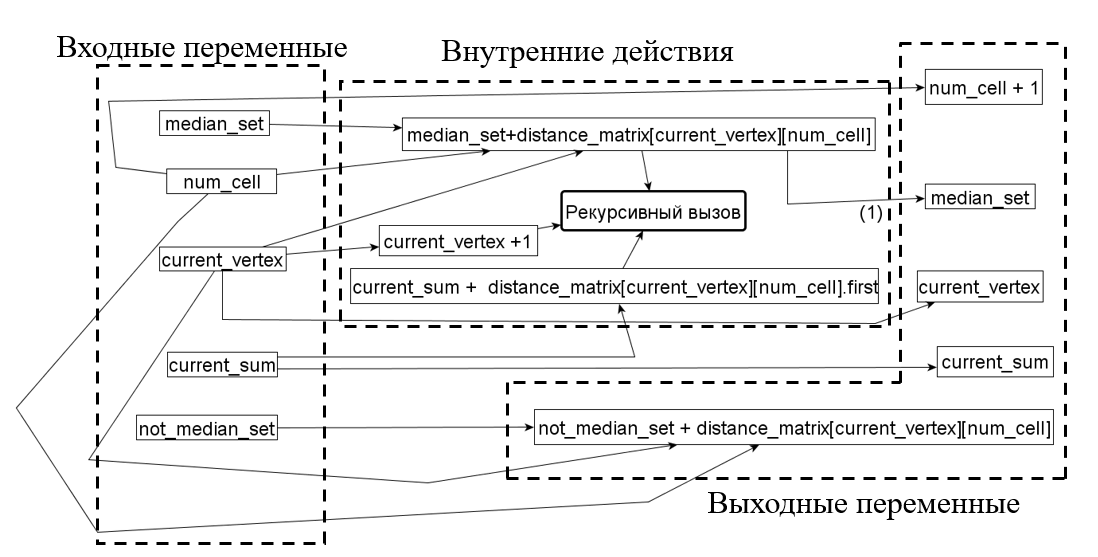 Входные переменные
Внутренние действия
num_cell + 1
median_set
median_set+distance_matrix[current_vertex][num_cell]
num_cell
median_set
Рекурсивный вызов
(1)
current_vertex +1
current_vertex
current_sum + distance_matrix[current_vertex][num_cell].first
current_vertex
current_sum
current_sum
not_median_set
not_median_set + distance_matrix[current_vertex][num_cell]
Выходные переменные